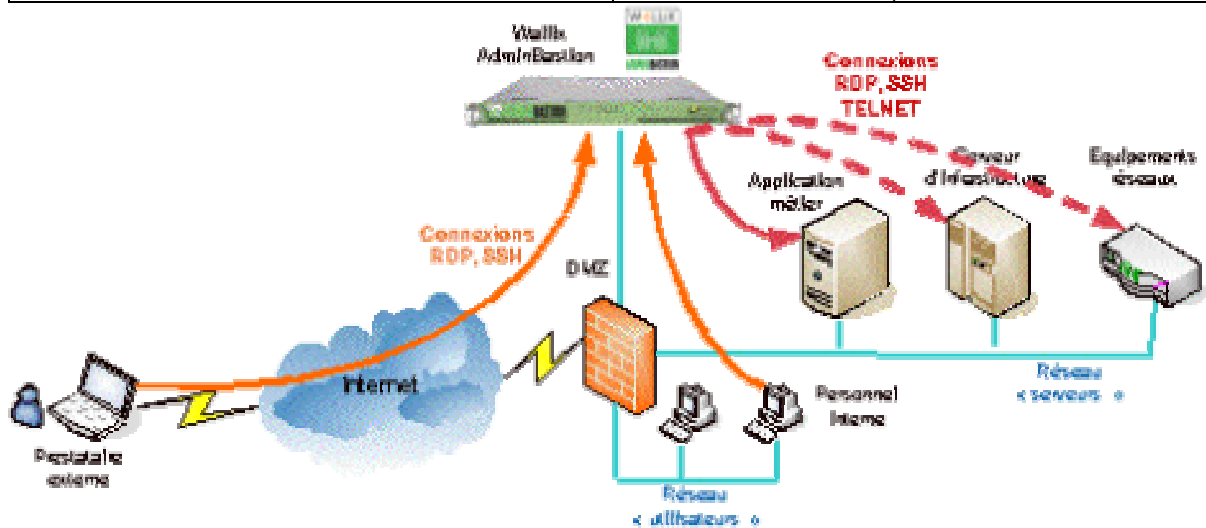 Wallix
AdminBastion
WALLIX
Connexions
RDP, SSH
TELNET
Serveur
d'infrastructure
Equipements
réseaux
Application
métier
Connexions
RDP, SSH
DMZ
Internet
Personnel
Interne
Réseau
« serveurs »
Prestataire
externe
Réseau
« utilisateurs »